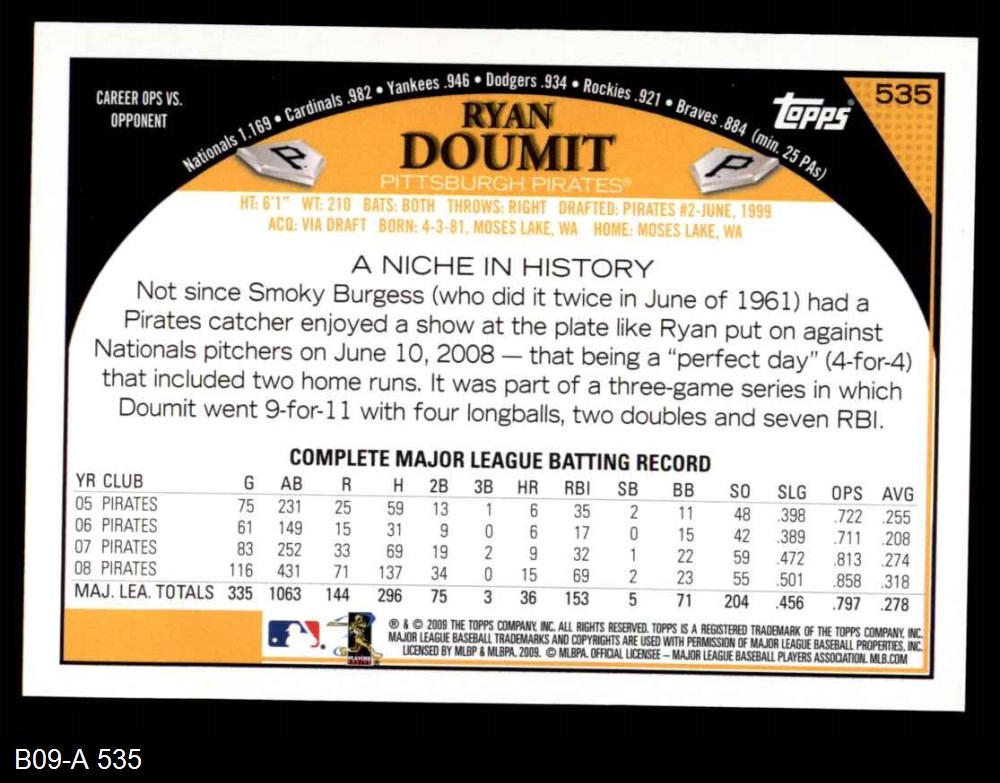 CAREER OPS VS.
OPPONENT
Nationals 1.169 • Cardinals .982 • Yankees .946 • Dodgers .934 • Rockies .921 • Braves .884 (min. 25 PAs)
topps®
535
P
RYAN
P
DOUMIT
PITTSBURGH PIRATES®
HT: 6'1" WT: 210 BATS: BOTH THROWS: RIGHT DRAFTED: PIRATES #2-JUNE, 1999
ACQ: VIA DRAFT BORN: 4-3-81, MOSES LAKE, WA HOME: MOSES LAKE, WA
A NICHE IN HISTORY
Not since Smoky Burgess (who did it twice in June of 1961) had a
Pirates catcher enjoyed a show at the plate like Ryan put on against
Nationals pitchers on June 10, 2008 — that being a “perfect day” (4-for-4)
that included two home runs. It was part of a three-game series in which
Doumit went 9-for-11 with four longballs, two doubles and seven RBI.
COMPLETE MAJOR LEAGUE BATTING RECORD
YR CLUB G AB R H 2B 3B HR RBI SB BB SO SLG OPS AVG
05 PIRATES 75 231 25 59 13 1 6 35 2 11 48 .398 .722 .255
06 PIRATES 61 149 15 31 9 0 6 17 0 15 42 .389 .711 .208
07 PIRATES 83 252 33 69 19 2 9 32 1 22 59 .472 .813 .274
08 PIRATES 116 431 71 137 34 0 15 69 2 23 55 .501 .858 .318
MAJ. LEA. TOTALS 335 1063 144 296 75 3 36 153 5 71 204 .456 .797 .278
® & © 2009 THE TOPPS COMPANY, INC. ALL RIGHTS RESERVED. TOPPS IS A REGISTERED TRADEMARK OF THE TOPPS COMPANY, INC.
MAJOR LEAGUE BASEBALL TRADEMARKS AND COPYRIGHTS ARE USED WITH PERMISSION OF MAJOR LEAGUE BASEBALL PROPERTIES, INC.
LICENSED BY MLBP & MLBPA. 2009. © MLBPA. OFFICIAL LICENSEE – MAJOR LEAGUE BASEBALL PLAYERS ASSOCIATION. MLB.COM
B09-A 535